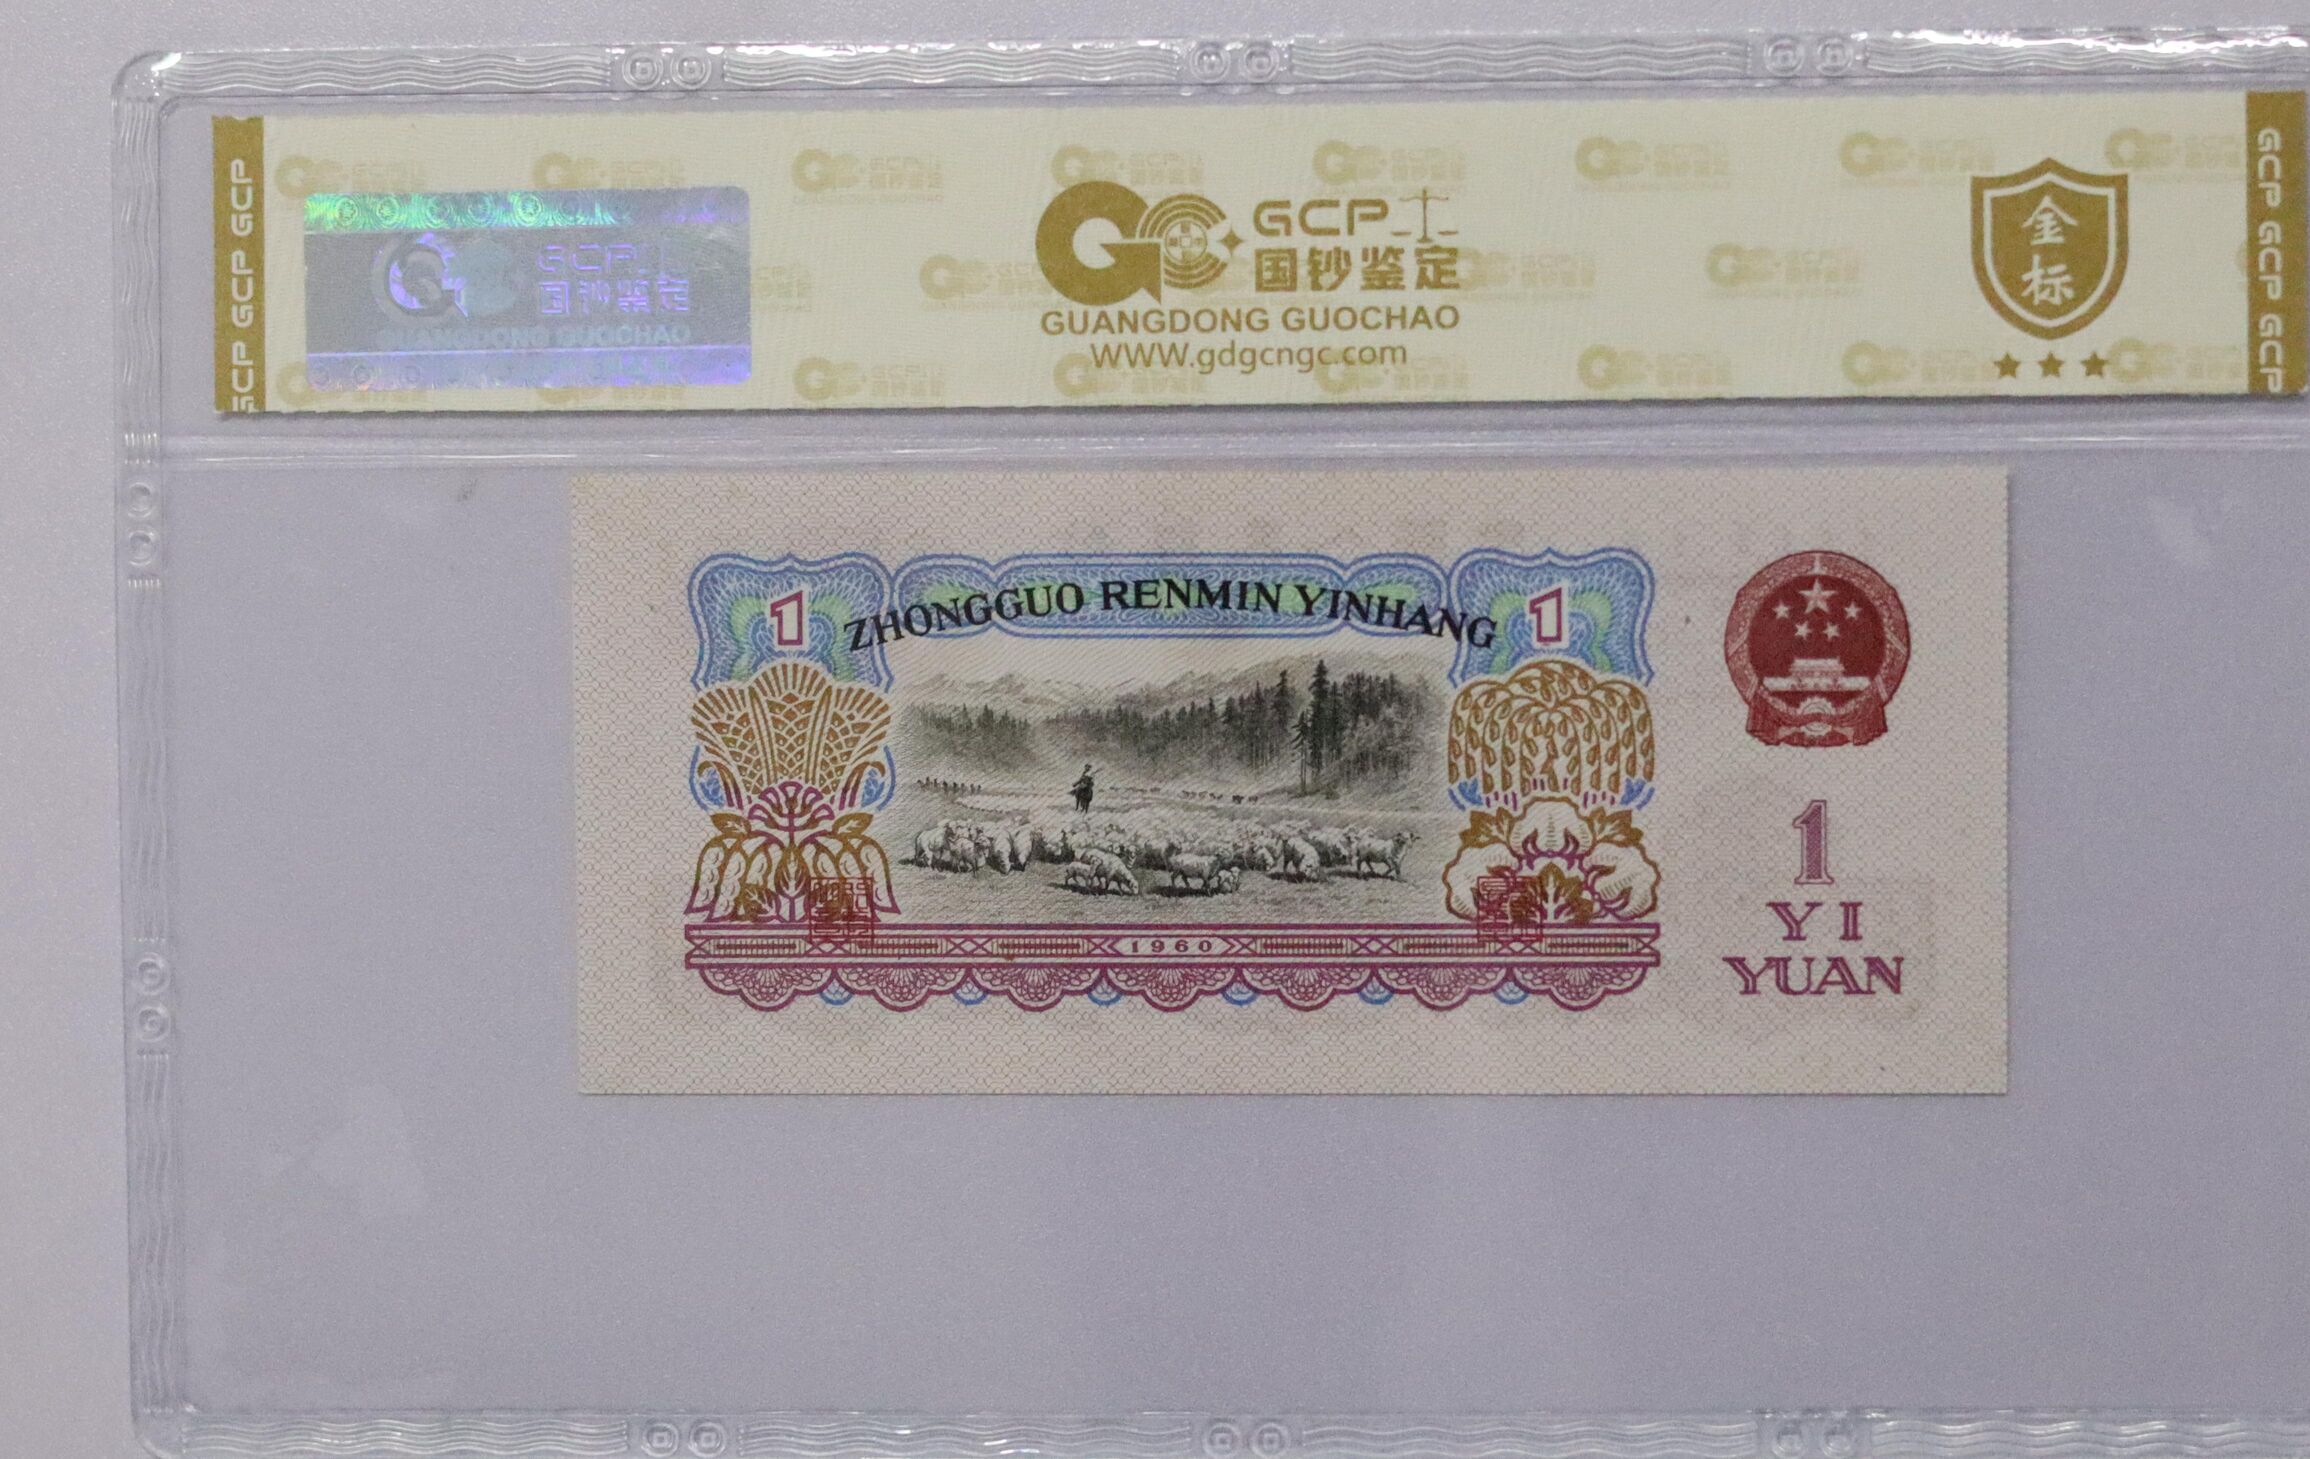 GCP GCP GCP
GCP
国钞鉴定
GUANGDONG GUOCHAO
GCP
国钞鉴定
GUANGDONG GUOCHAO
WWW.gdgcngc.com
金标
GCP GCP GCP
1
ZHONGGUO RENMIN YINHANG
1
1960
1
YI
YUAN